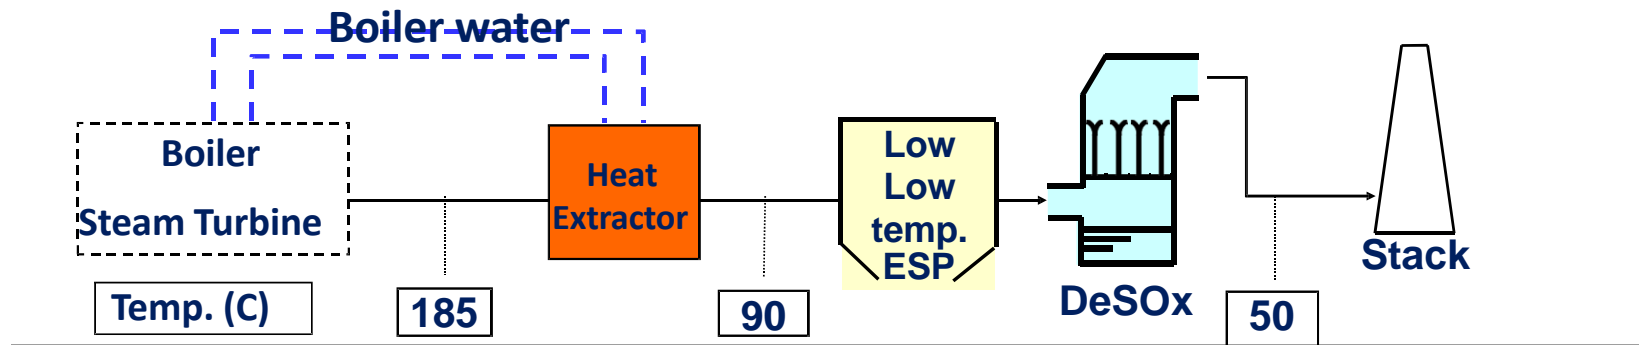 Boiler water
Boiler
Steam Turbine
Heat
Extractor
Low
Low
temp.
ESP
DeSOx
Stack
Temp. (C)
185
90
50